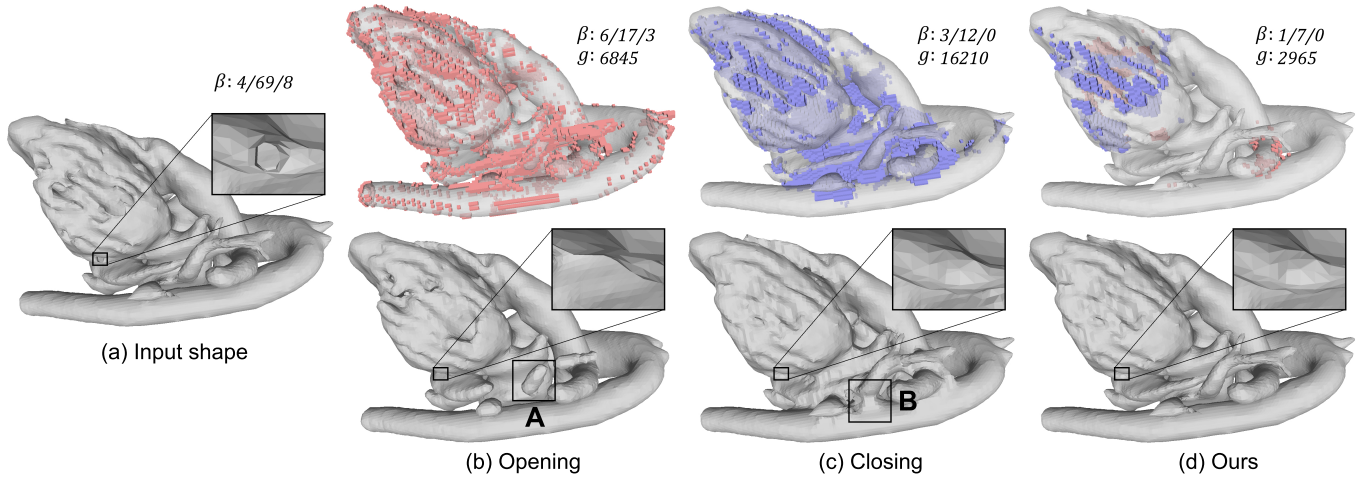 β: 4/69/8
(a) Input shape
β: 6/17/3
g: 6845
A
(b) Opening
β: 3/12/0
g: 16210
B
(c) Closing
β: 1/7/0
g: 2965
(d) Ours